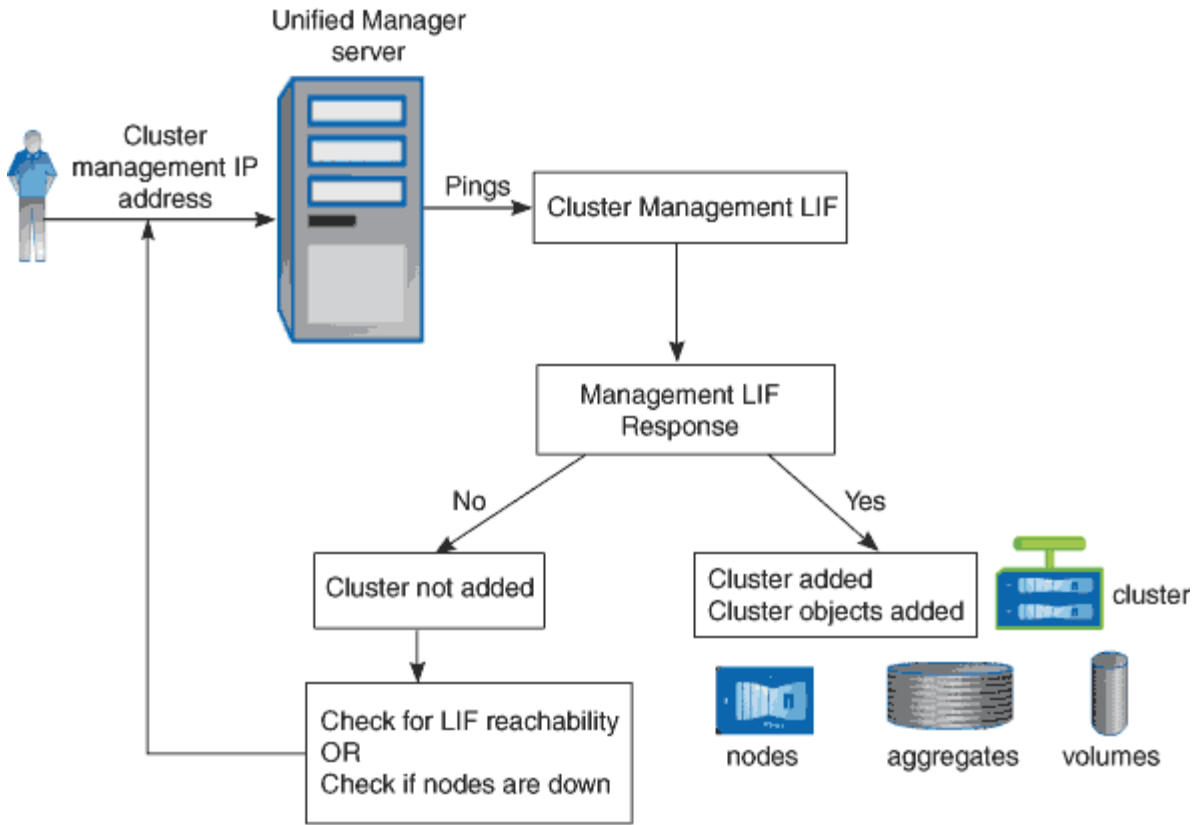 Unified Manager
server
Cluster
management IP
address
Pings
Cluster Management LIF
Management LIF
Response
No
Yes
Cluster not added
Cluster added
Cluster objects added
cluster
Check for LIF reachability
OR
Check if nodes are down
nodes
aggregates
volumes